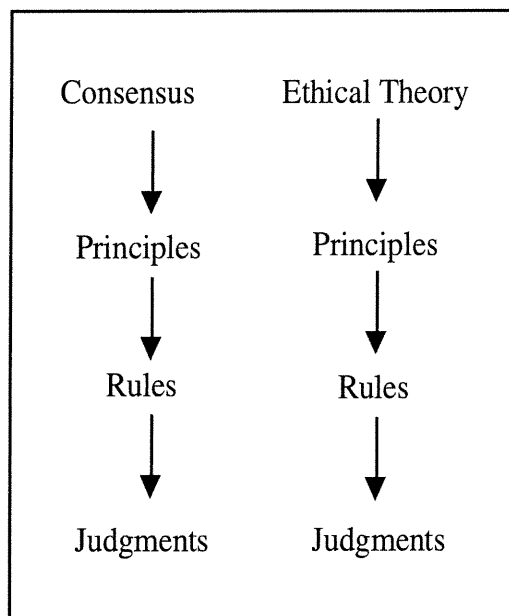 Consensus Ethical Theory
Principles Principles
Rules Rules
Judgments Judgments